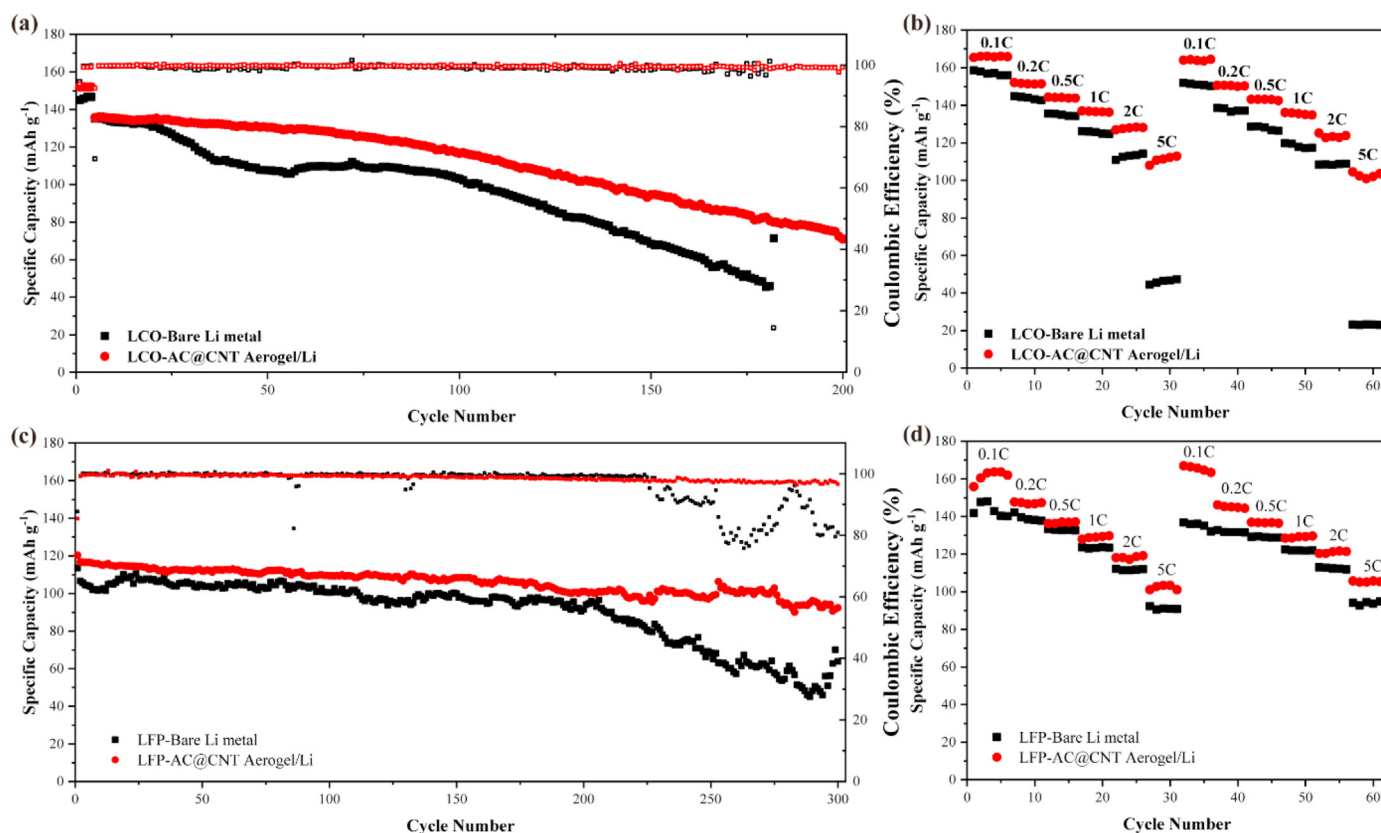 (a)
180
160
140
120
100
80
60
40
20
0
Specific Capacity (mAh g-1)
0
50
100
150
200
Cycle Number
100
80
60
40
20
0
Coulombic Efficiency (%)
LCO-Bare Li metal
LCO-AC@CNT Aerogel/Li
(b)
180
160
140
120
100
80
60
40
20
0
Specific Capacity (mAh g-1)
0.1C
0.2C
0.5C
1C
2C
5C
0.1C
0.2C
0.5C
1C
2C
5C
LCO-Bare Li metal
LCO-AC@CNT Aerogel/Li
0
10
20
30
40
50
60
Cycle Number
(c)
180
160
140
120
100
80
60
40
20
0
Specific Capacity (mAh g-1)
0
50
100
150
200
250
300
Cycle Number
100
80
60
40
20
0
Coulombic Efficiency (%)
LFP-Bare Li metal
LFP-AC@CNT Aerogel/Li
(d)
180
160
140
120
100
80
60
40
20
0
Specific Capacity (mAh g-1)
0.1C
0.2C
0.5C
1C
2C
5C
0.1C
0.2C
0.5C
1C
2C
5C
LFP-Bare Li metal
LFP-AC@CNT Aerogel/Li
0
10
20
30
40
50
60
Cycle Number